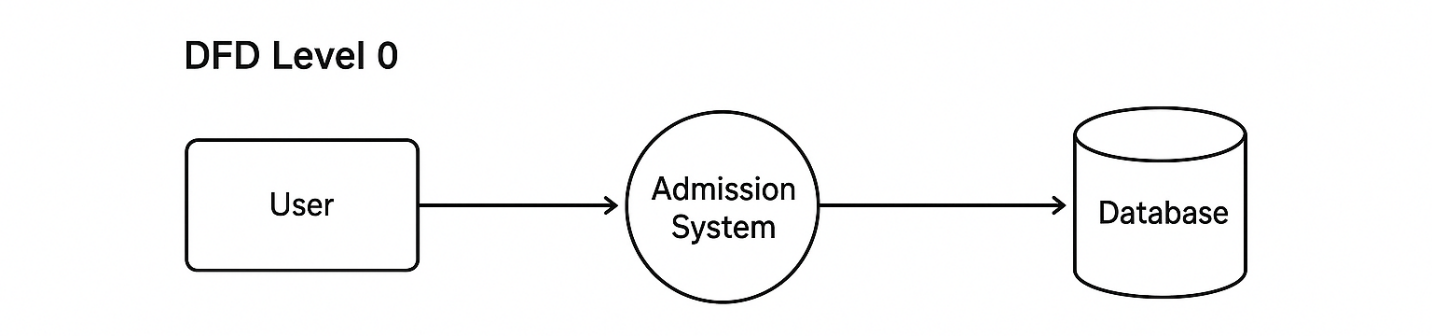 DFD Level 0
User
Admission
System
Database